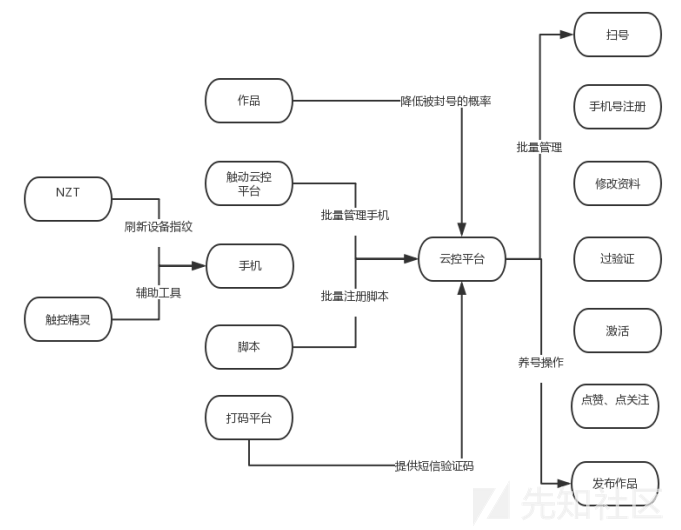 扫号
作品
降低被封号的概率
手机号注册
批量管理
触动云控
平台
NZT
修改资料
批量管理手机
刷新设备指纹
手机
云控平台
过验证
辅助工具
批量注册脚本
触控精灵
激活
脚本
养号操作
点赞、点关注
打码平台
提供短信验证码
发布作品
先知社区